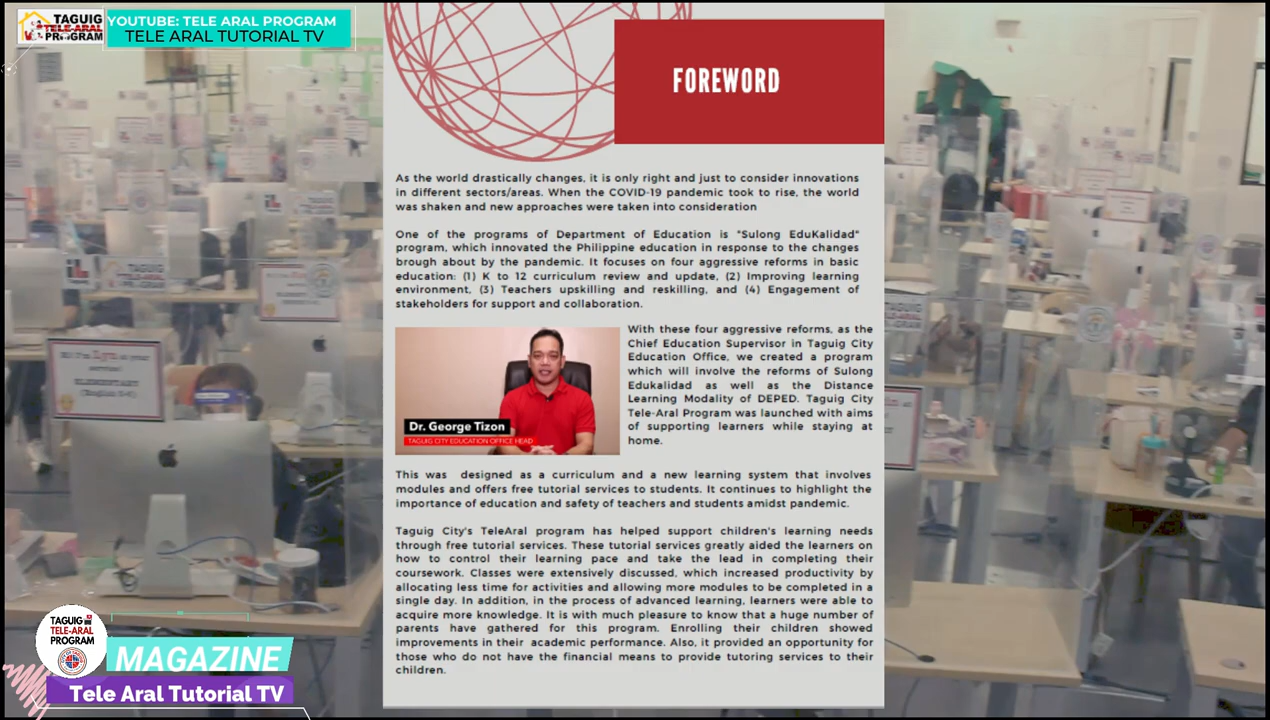 TAGUIG
TELE-ARAL
PROGRAM
YOUTUBE: TELE ARAL PROGRAM
TELE ARAL TUTORIAL TV
FOREWORD
As the world drastically changes, it is only right and just to consider innovations
in different sectors/areas. When the COVID-19 pandemic took to rise, the world
was shaken and new approaches were taken into consideration
One of the programs of Department of Education is "Sulong EduKalidad"
program, which innovated the Philippine education in response to the changes
brough about by the pandemic. It focuses on four aggressive reforms in basic
education: (1) K to 12 curriculum review and update, (2) Improving learning
environment, (3) Teachers upskilling and reskilling, and (4) Engagement of
stakeholders for support and collaboration.
With these four aggressive reforms, as the
Chief Education Supervisor in Taguig City
Education Office, we created a program
which will involve the reforms of Sulong
Edukalidad as well as the Distance
Learning Modality of DEPED. Taguig City
Tele-Aral Program was launched with aims
of supporting learners while staying at
home.
Dr. George Tizon
TAGUIG CITY EDUCATION OFFICE HEAD
This was designed as a curriculum and a new learning system that involves
modules and offers free tutorial services to students. It continues to highlight the
importance of education and safety of teachers and students amidst pandemic.
Taguig City's TeleAral program has helped support children's learning needs
through free tutorial services. These tutorial services greatly aided the learners on
how to control their learning pace and take the lead in completing their
coursework. Classes were extensively discussed, which increased productivity by
allocating less time for activities and allowing more modules to be completed in a
single day. In addition, in the process of advanced learning, learners were able to
acquire more knowledge. It is with much pleasure to know that a huge number of
parents have gathered for this program. Enrolling their children showed
improvements in their academic performance. Also, it provided an opportunity for
those who do not have the financial means to provide tutoring services to their
children.
TAGUIG
TELE-ARAL
PROGRAM
Hi! I'm Lyn at your
service!
ELEMENTARY
TAGUIG
TELE-ARAL
PROGRAM
TAGUIG
TELE-ARAL
PROGRAM
MAGAZINE
Tele Aral Tutorial TV